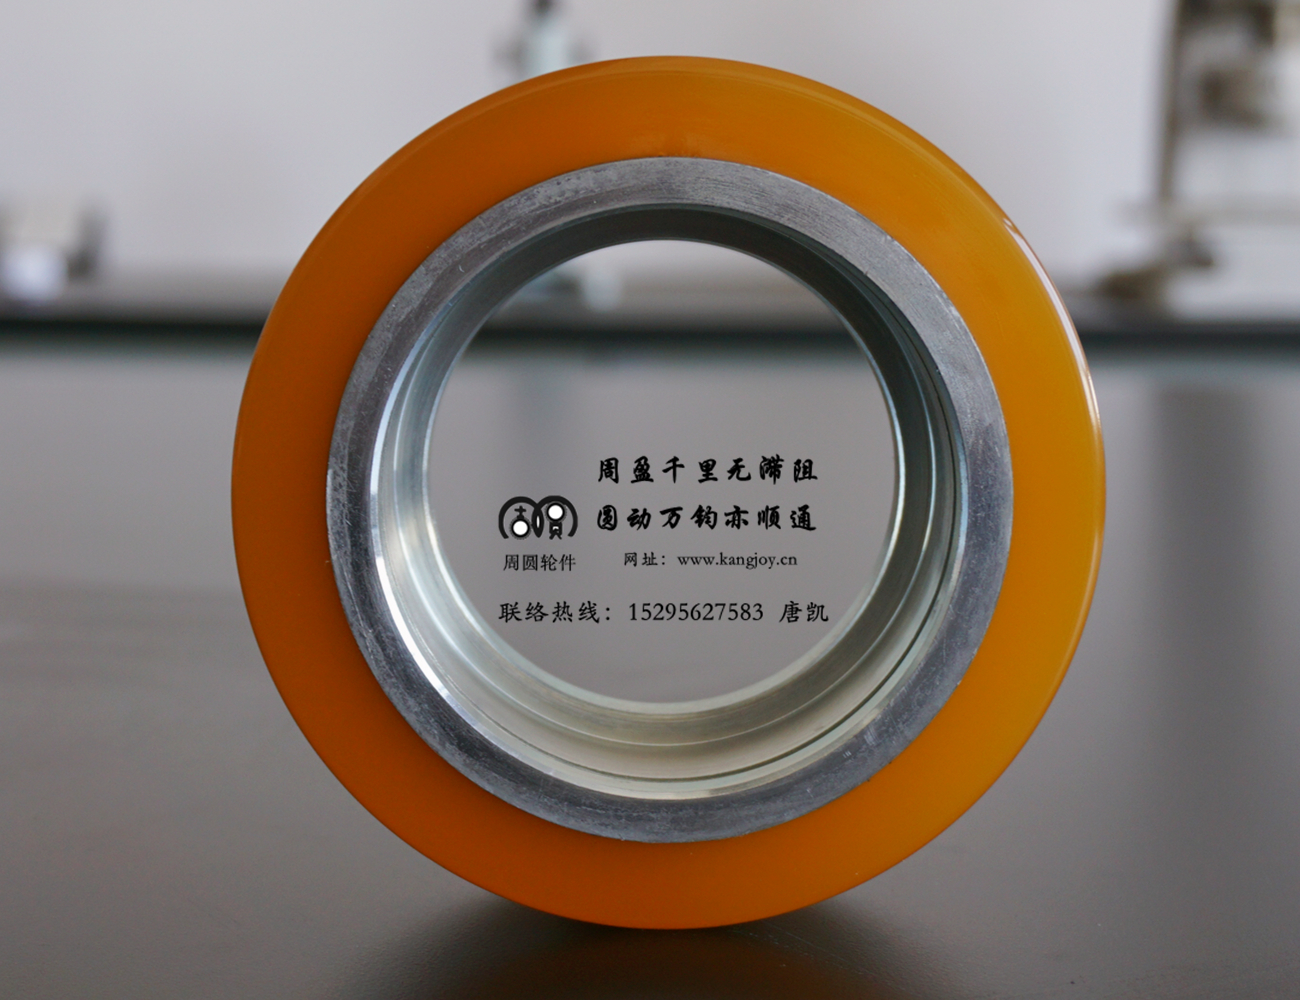 周盈千里无滞阻
圆动万钧亦顺通
周圆轮件
网址：www.kangjoy.cn
联络热线：15295627583 唐凯